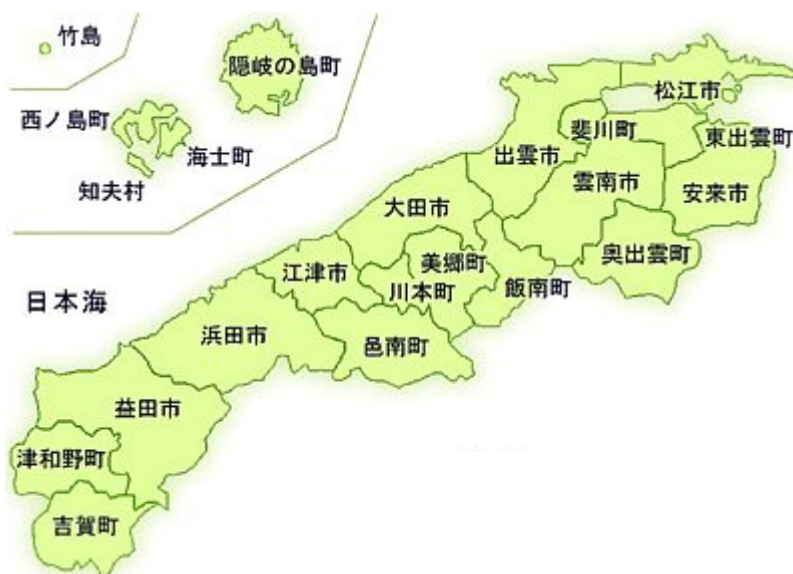 竹島
隠岐の島町
西ノ島町
海士町
知夫村
松江市
斐川町
東出雲町
出雲市
雲南市
安来市
大田市
奥出雲町
美郷町
江津市
川本町
飯南町
日本海
浜田市
邑南町
益田市
津和野町
吉賀町